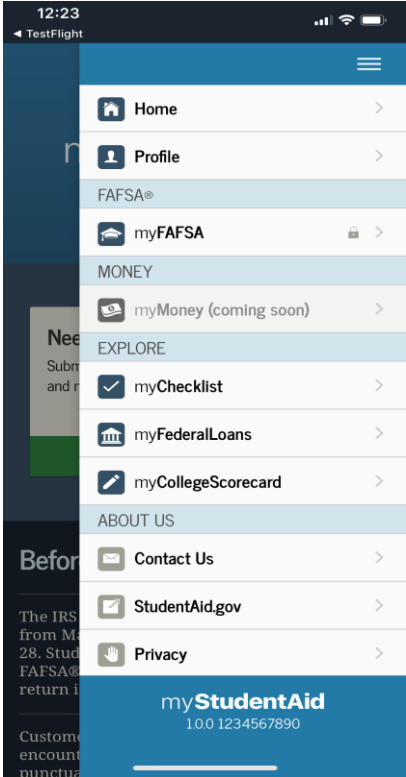 12:23
◀ TestFlight
Home
Profile
FAFSA®
myFAFSA
MONEY
myMoney (coming soon)
EXPLORE
Nee
Subm
and r
myChecklist
myFederalLoans
myCollegeScorecard
ABOUT US
Contact Us
StudentAid.gov
Privacy
Befor
The IRS
from Ma
28. Stud
FAFSA®
return i
Custome
encount
punctua
myStudentAid
1.0.0 1234567890